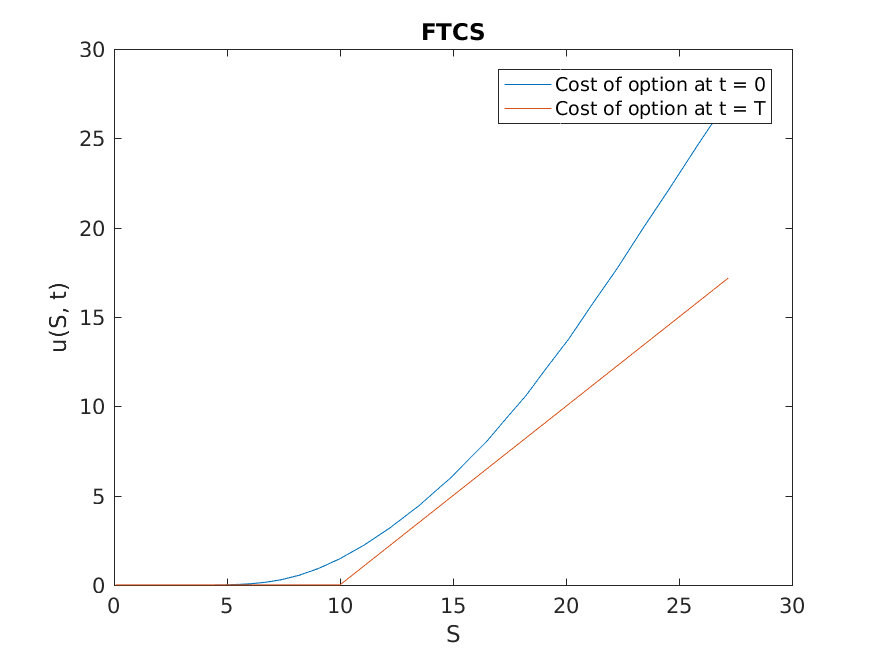 FTCS
Cost of option at t = 0
Cost of option at t = T
u(S, t)
30
25
20
15
10
5
0
0 5 10 15 20 25 30
S